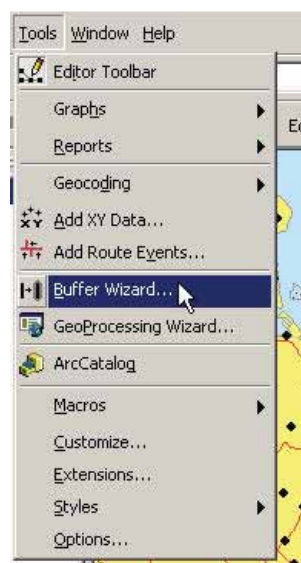 Tools Window Help
Editor Toolbar
Graphs
Reports
Geocoding
Add XY Data...
Add Route Events...
Buffer Wizard...
GeoProcessing Wizard...
ArcCatalog
Macros
Customize...
Extensions...
Styles
Options...